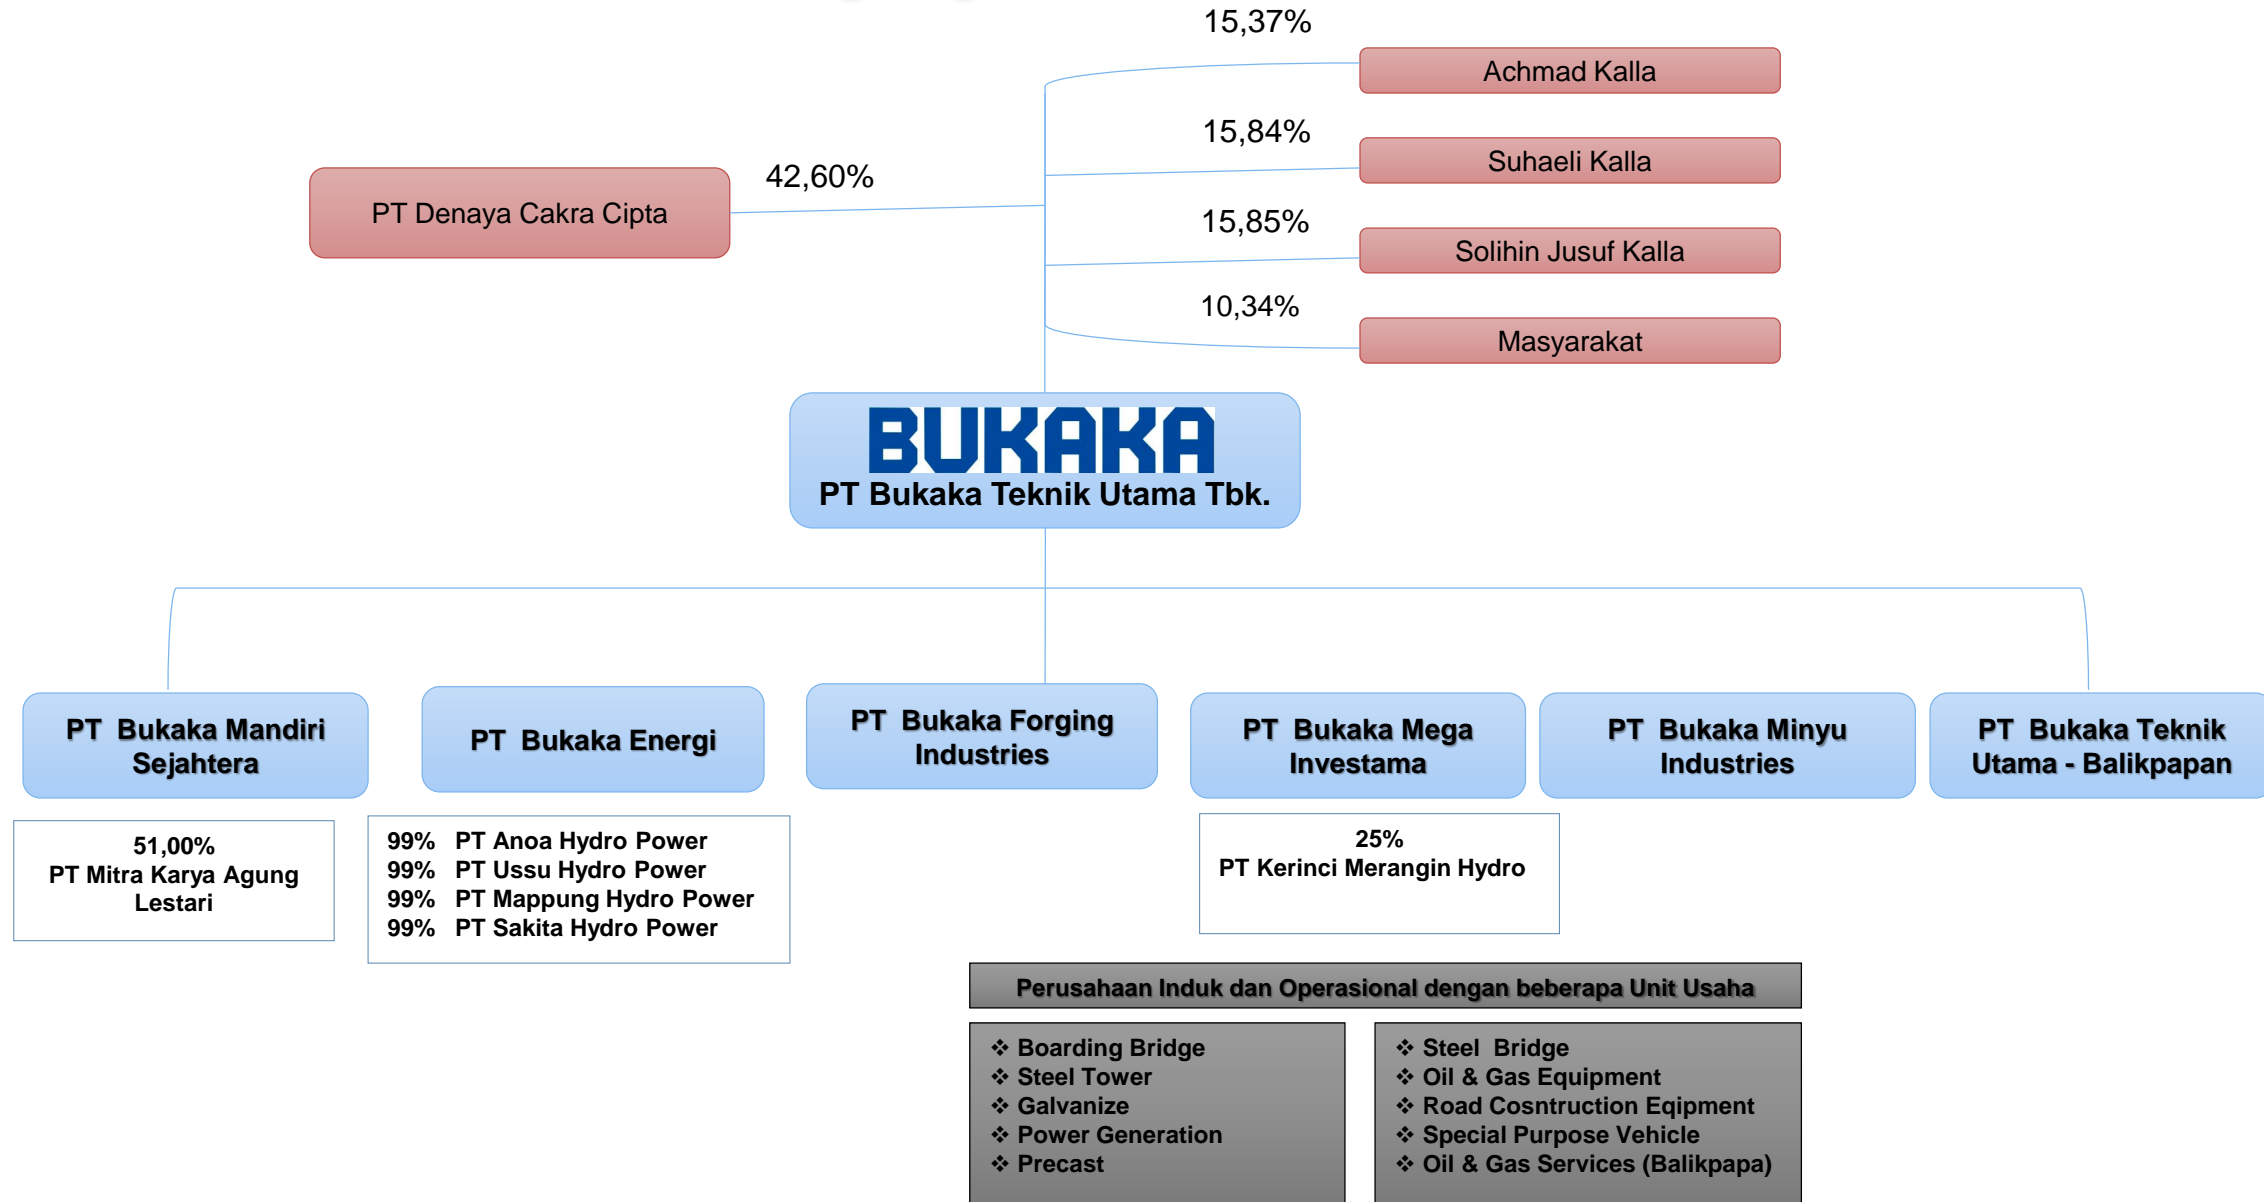 15,37%
Achmad Kalla
15,84%
Suhaeli Kalla
42,60%
PT Denaya Cakra Cipta
15,85%
Solihin Jusuf Kalla
10,34%
Masyarakat
BUKAKA
PT Bukaka Teknik Utama Tbk.
PT Bukaka Mandiri
Sejahtera
PT Bukaka Energi
PT Bukaka Forging
Industries
PT Bukaka Mega
Investama
PT Bukaka Minyu
Industries
PT Bukaka Teknik
Utama - Balikpapan
51,00%
PT Mitra Karya Agung
Lestari
99% PT Anoa Hydro Power
99% PT Ussu Hydro Power
99% PT Mappung Hydro Power
99% PT Sakita Hydro Power
25%
PT Kerinci Merangin Hydro
Perusahaan Induk dan Operasional dengan beberapa Unit Usaha
❖ Boarding Bridge
❖ Steel Tower
❖ Galvanize
❖ Power Generation
❖ Precast
❖ Steel Bridge
❖ Oil & Gas Equipment
❖ Road Cosntruction Eqipment
❖ Special Purpose Vehicle
❖ Oil & Gas Services (Balikpapa)